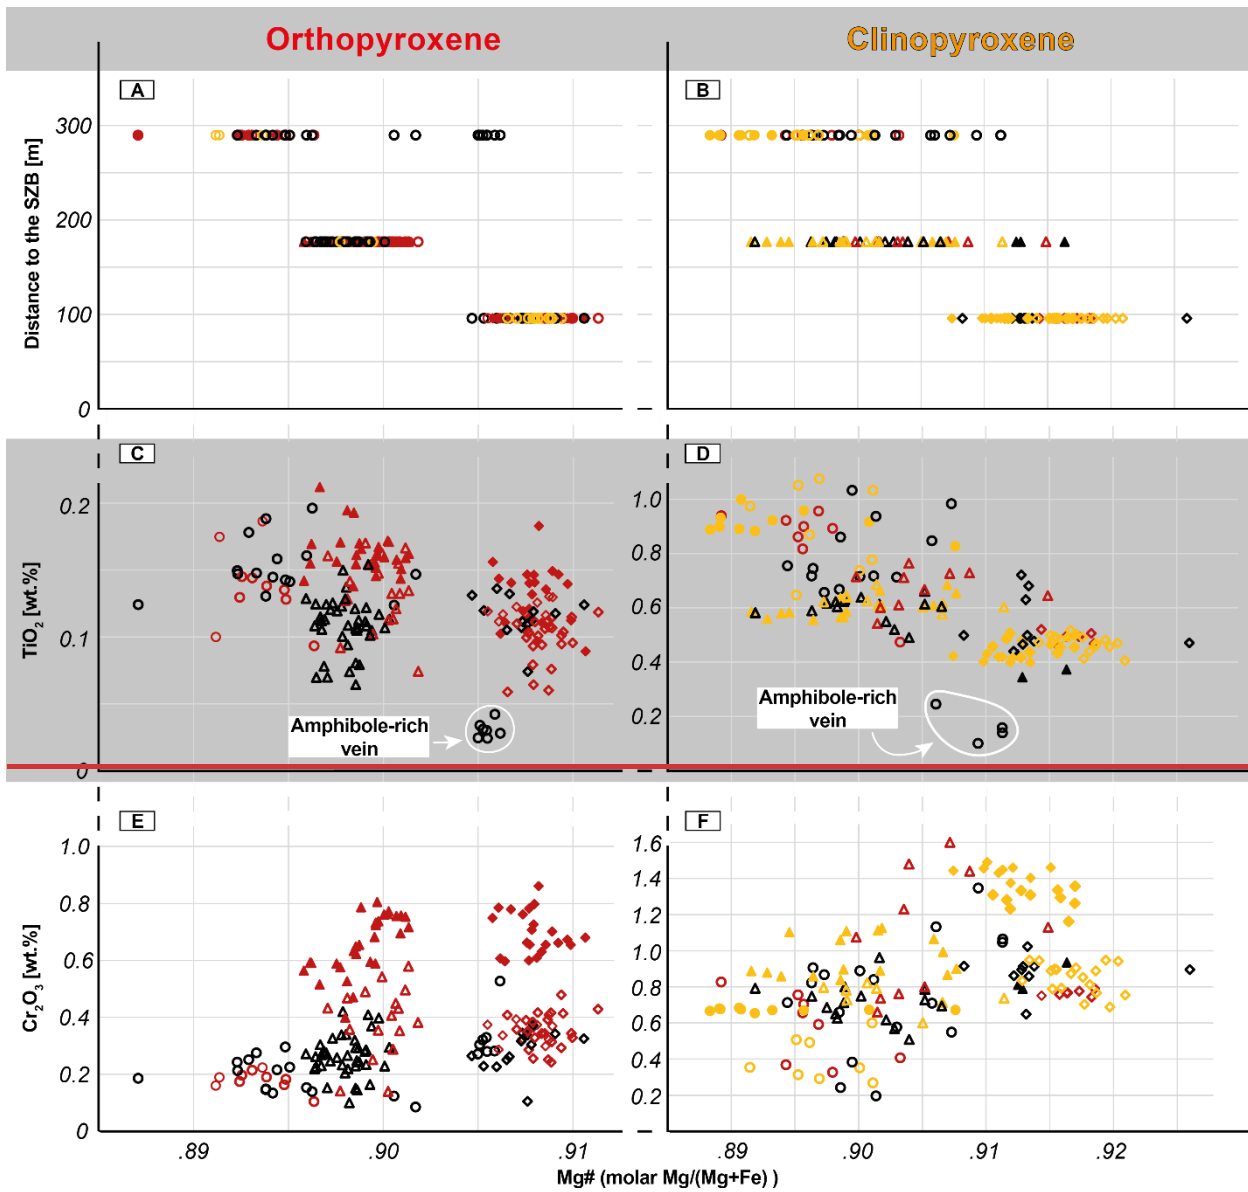 Orthopyroxene
Clinopyroxene
A
B
Distance to the SZB [m]
300
200
100
0
C
D
TiO₂ [wt.%]
0.2
0.1
0
1.0
0.8
0.6
0.4
0.2
Amphibole-rich
vein
Amphibole-rich
vein
E
F
Cr₂O₃ [wt.%]
1.0
0.8
0.6
0.4
0.2
0
1.6
1.4
1.2
1.0
0.8
0.6
0.4
0.2
.89
.90
.91
.89
.90
.91
.92
Mg# (molar Mg/(Mg+Fe) )